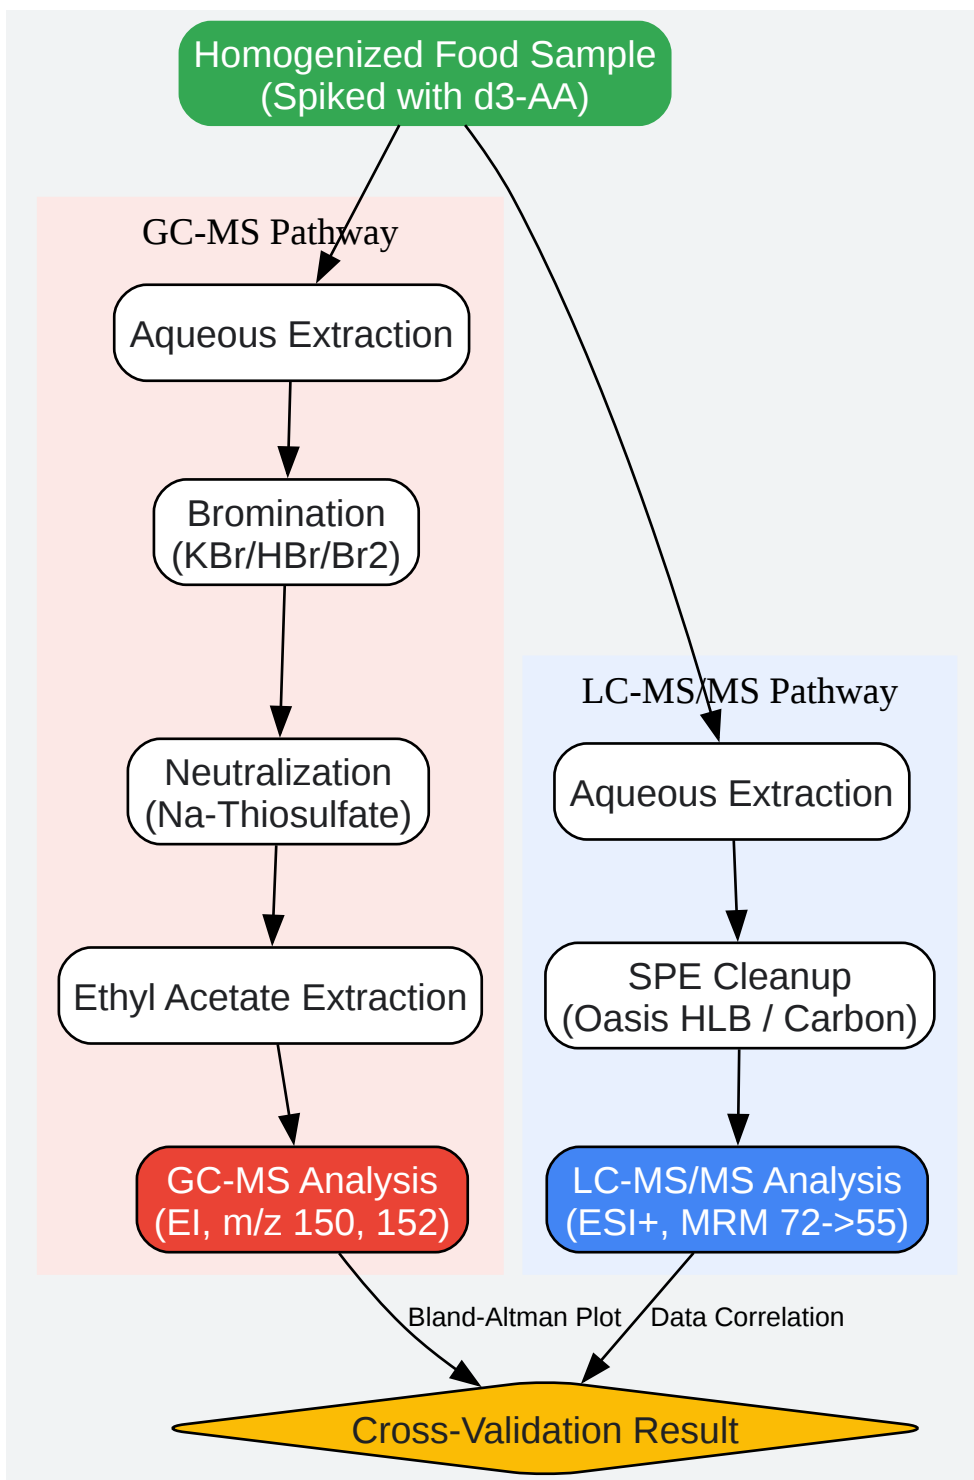 Homogenized Food Sample
(Spiked with d3-AA)
GC-MS Pathway
Aqueous Extraction
Bromination
(KBr/HBr/Br2)
Neutralization
(Na-Thiosulfate)
Ethyl Acetate Extraction
GC-MS Analysis
(EI, m/z 150, 152)
LC-MS/MS Pathway
Aqueous Extraction
SPE Cleanup
(Oasis HLB / Carbon)
LC-MS/MS Analysis
(ESI+, MRM 72->55)
Bland-Altman Plot
Data Correlation
Cross-Validation Result